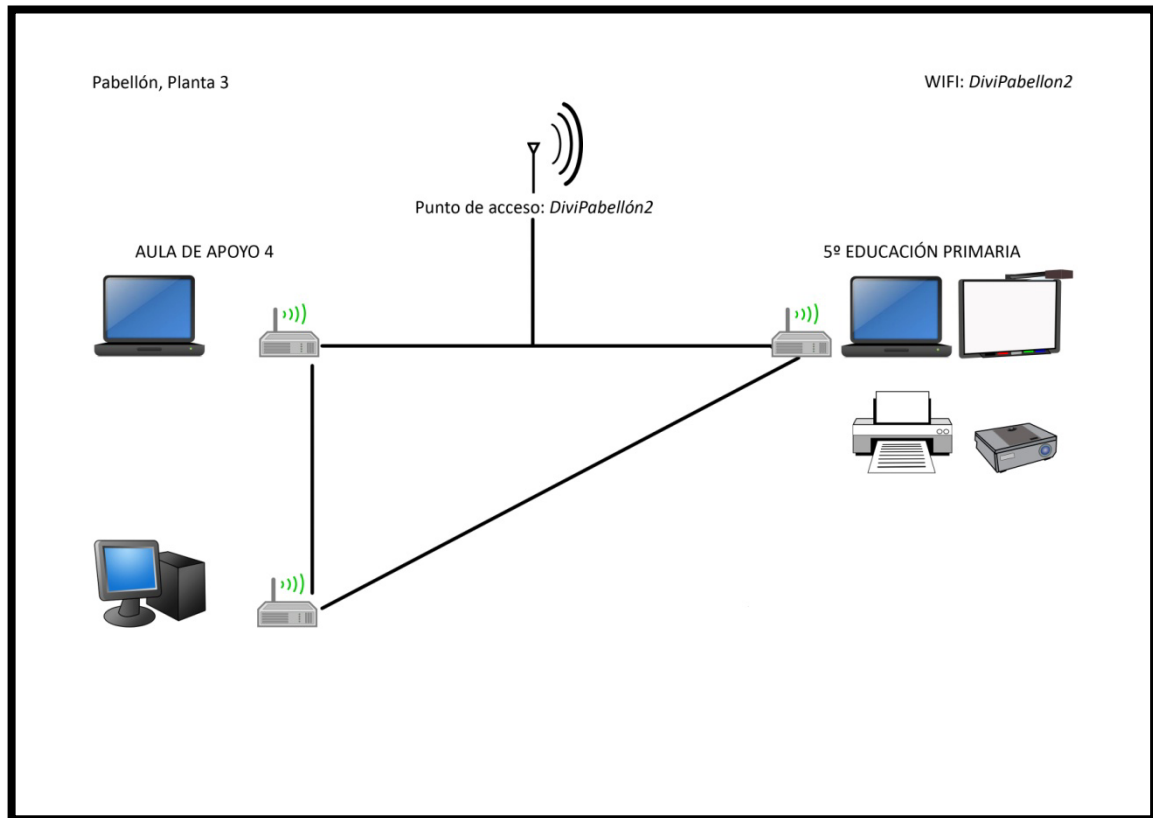 Pabellón, Planta 3
WIFI: DiviPabellon2
Punto de acceso: DiviPabellón2
AULA DE APOYO 4
5º EDUCACIÓN PRIMARIA